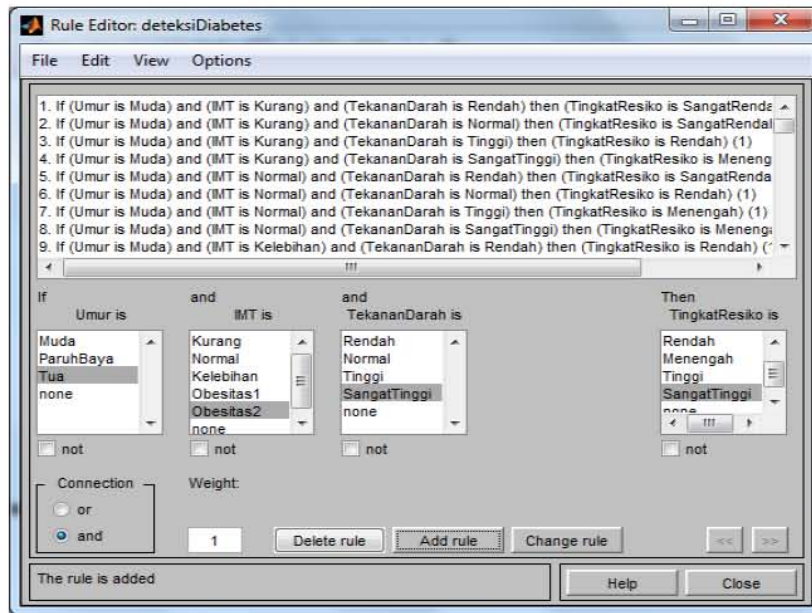 Rule Editor: deteksiDiabetes
File Edit View Options
1. If (Umur is Muda) and (IMT is Kurang) and (TekananDarah is Rendah) then (TingkatResiko is SangatRenda
2. If (Umur is Muda) and (IMT is Kurang) and (TekananDarah is Normal) then (TingkatResiko is SangatRendal
3. If (Umur is Muda) and (IMT is Kurang) and (TekananDarah is Tinggi) then (TingkatResiko is Rendah) (1)
4. If (Umur is Muda) and (IMT is Kurang) and (TekananDarah is SangatTinggi) then (TingkatResiko is Meneng
5. If (Umur is Muda) and (IMT is Normal) and (TekananDarah is Rendah) then (TingkatResiko is SangatRenda
6. If (Umur is Muda) and (IMT is Normal) and (TekananDarah is Normal) then (TingkatResiko is Rendah) (1)
7. If (Umur is Muda) and (IMT is Normal) and (TekananDarah is Tinggi) then (TingkatResiko is Menengah) (1)
8. If (Umur is Muda) and (IMT is Normal) and (TekananDarah is SangatTinggi) then (TingkatResiko is Menenga
9. If (Umur is Muda) and (IMT is Kelebihan) and (TekananDarah is Rendah) then (TingkatResiko is Rendah) (1
If and and Then
Umur is IMT is TekananDarah is TingkatResiko is
Muda
ParuhBaya
Tua
none
Kurang
Normal
Kelebihan
Obesitas1
Obesitas2
none
Rendah
Normal
Tinggi
SangatTinggi
none
Rendah
Menengah
Tinggi
SangatTinggi
none
not not not not
Connection Weight:
or
and 1 Delete rule Add rule Change rule << >>
The rule is added Help Close